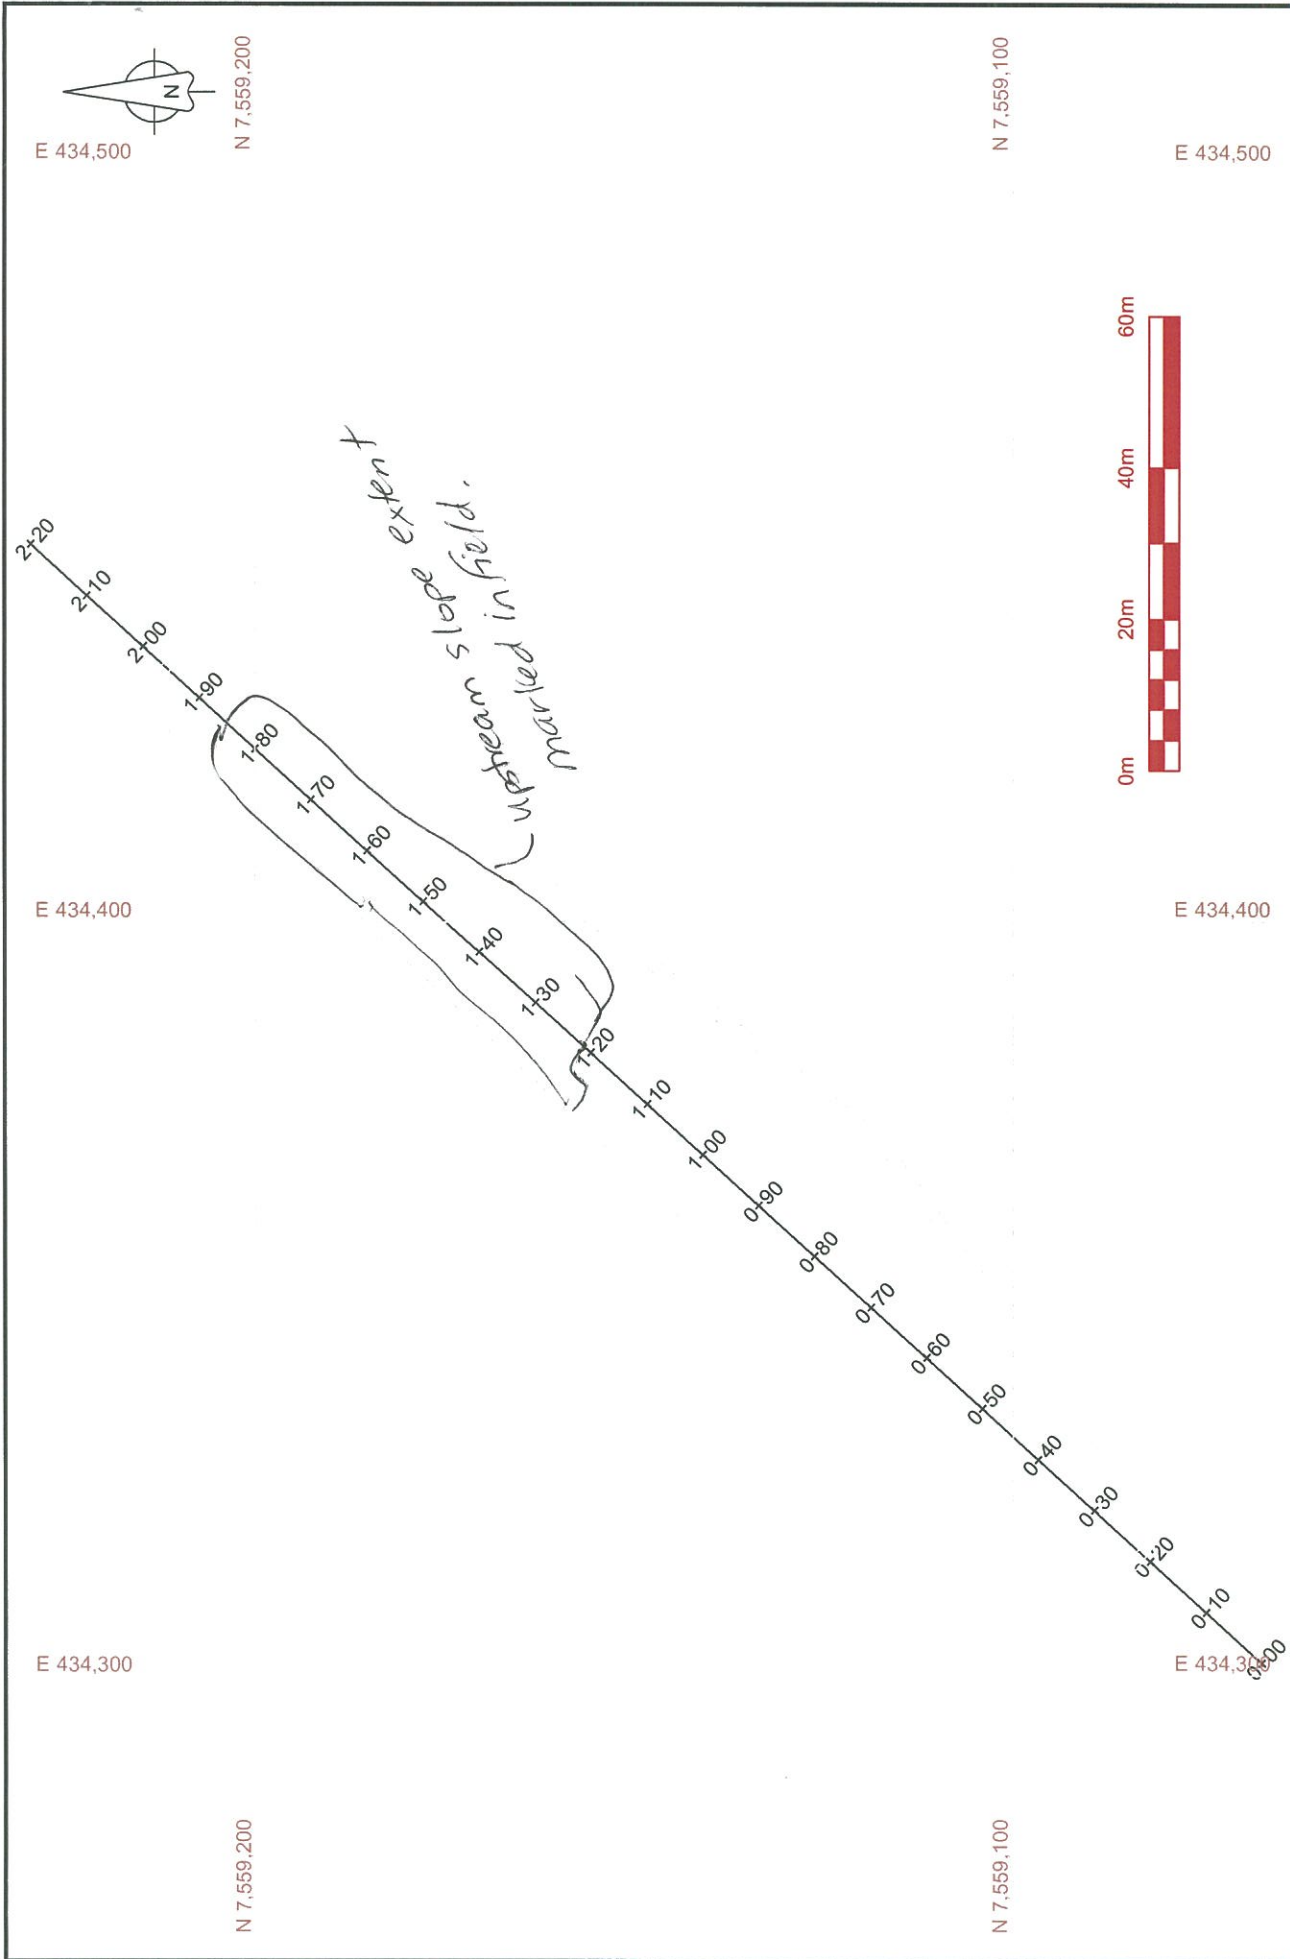 N
N 7,559,200
N 7,559,100
E 434,500
E 434,500
60m
40m
20m
0m
upstream slope extent
marked in field.
2+20
2+10
2+00
1+90
1+80
1+70
1+60
1+50
1+40
1+30
1+20
1+10
1+00
0+90
0+80
0+70
0+60
0+50
0+40
0+30
0+20
0+10
0+00
E 434,400
E 434,400
E 434,300
E 434,300
N 7,559,200
N 7,559,100